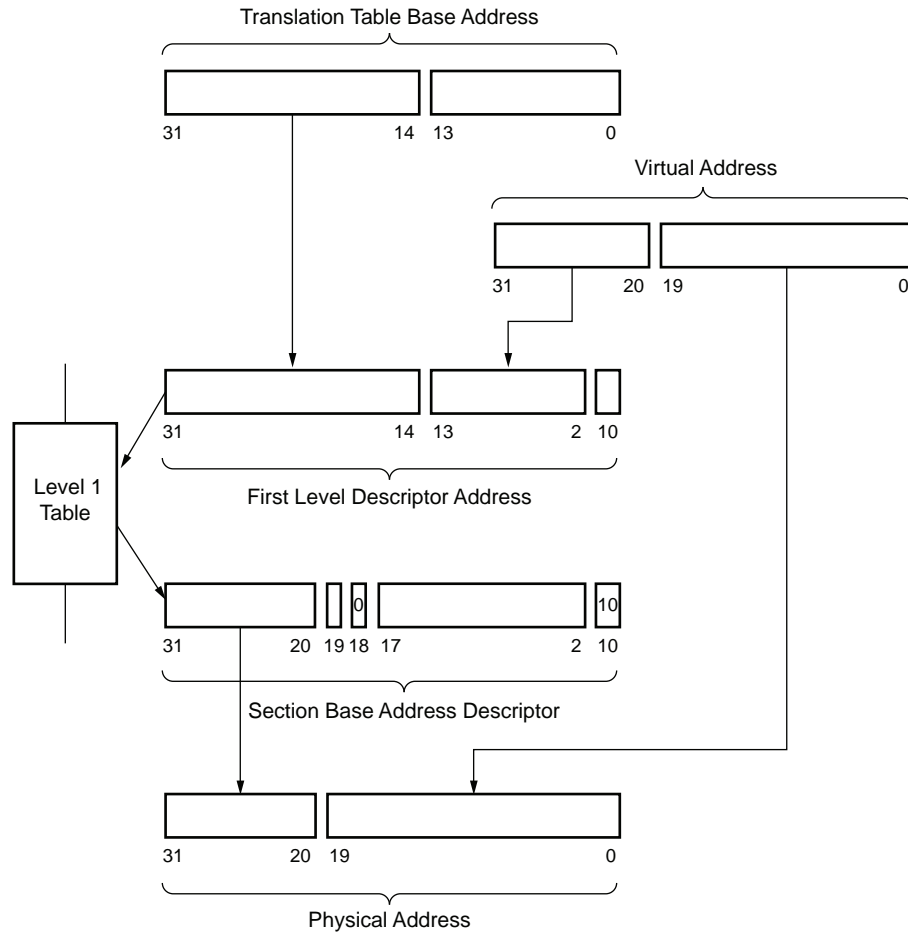 Translation Table Base Address
31 14 13 0
Virtual Address
31 20 19 0
31 14 13 2 10
First Level Descriptor Address
Level 1
Table
0 10
31 20 19 18 17 2 10
Section Base Address Descriptor
31 20 19 0
Physical Address